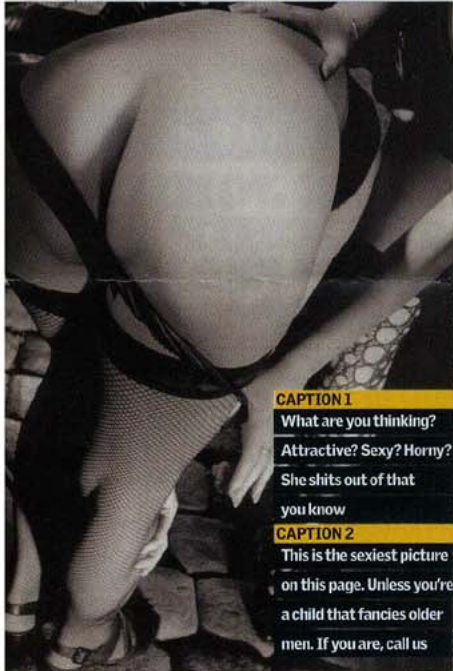 CAPTION 1
What are you thinking?
Attractive? Sexy? Horny?
She shits out of that
you know
CAPTION 2
This is the sexiest picture
on this page. Unless you're
a child that fancies older
men. If you are, call us